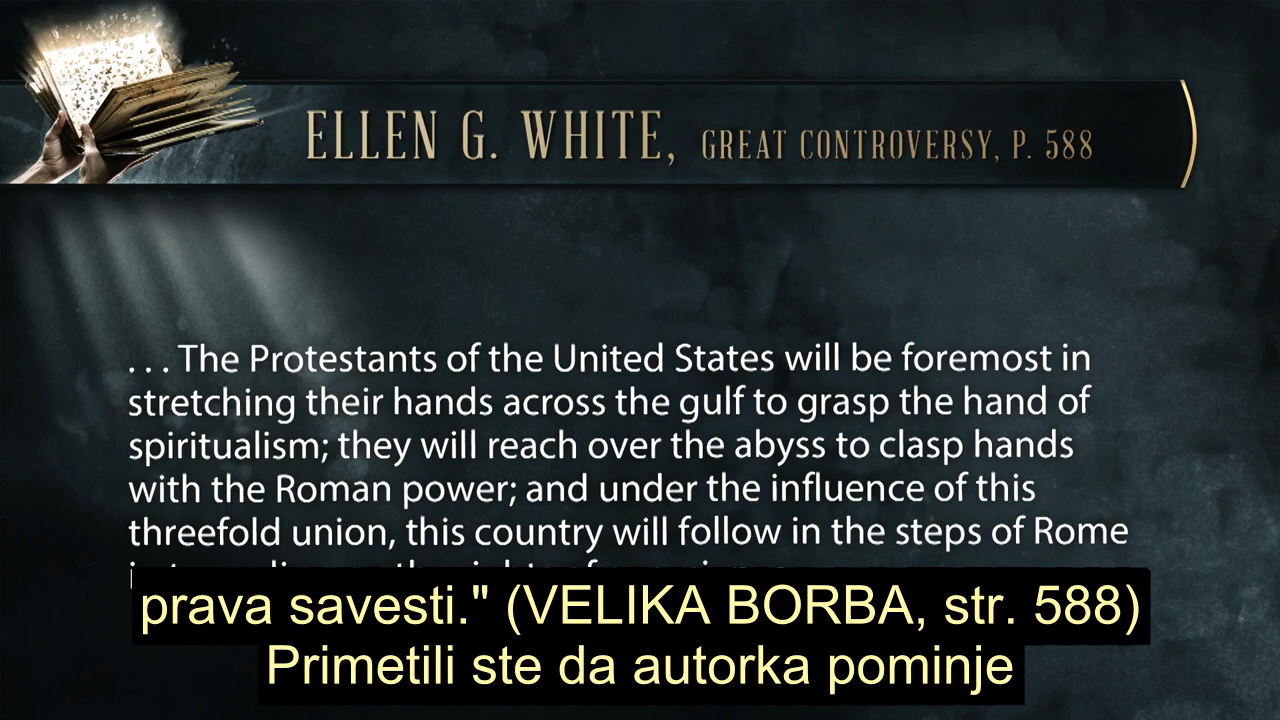 ELLEN G. WHITE, GREAT CONTROVERSY, P. 588
. . . The Protestants of the United States will be foremost in
stretching their hands across the gulf to grasp the hand of
spiritualism; they will reach over the abyss to clasp hands
with the Roman power; and under the influence of this
threefold union, this country will follow in the steps of Rome
prava savesti." (VELIKA BORBA, str. 588)
Primetili ste da autorka pominje